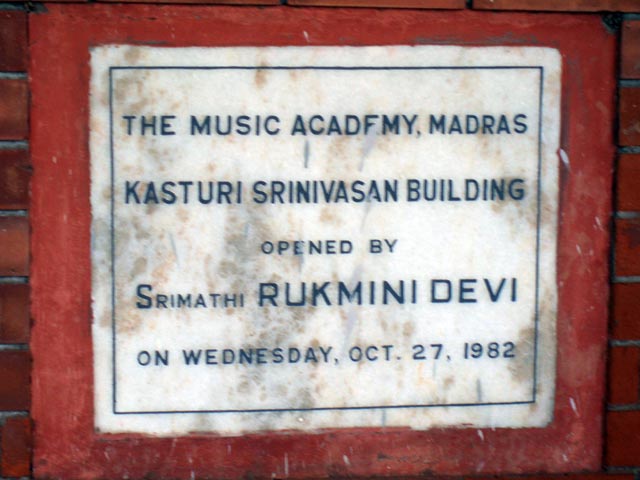 THE MUSIC ACADEMY, MADRAS
KASTURI SRINIVASAN BUILDING
OPENED BY
SRIMATHI RUKMINI DEVI
ON WEDNESDAY, OCT. 27, 1982